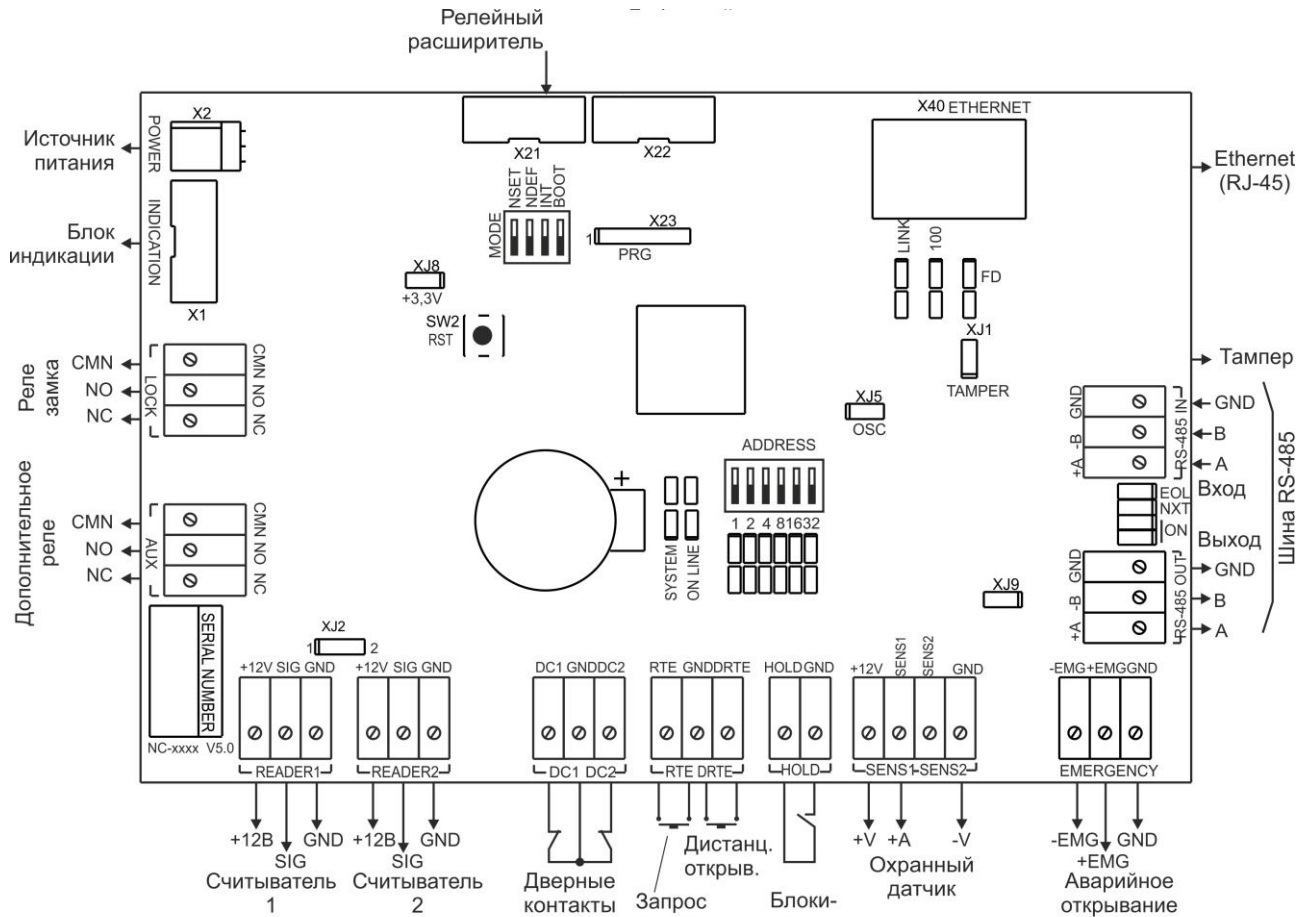 Релейный
расширитель
X2
POWER
Источник
питания
X21
X22
X40 ETHERNET
Ethernet
(RJ-45)
INDICATION
Блок
индикации
X1
MODE
NSET
NDEF
INT
BOOT
X23
1
PRG
LINK
100
FD
XJ8
+3,3V
SW2
RST
XJ1
TAMPER
Тампер
Реле
замка
CMN
NO
NC
LOCK
CMN NO NC
XJ5
OSC
GND
-B
+A
RS-485 IN
GND
B
A
Шина RS-485
ADDRESS
1 2 4 8 16 32
+
SYSTEM
ON LINE
EOL
NXT
ON
Вход
Выход
Дополнительное
реле
CMN
NO
NC
AUX
CMN NO NC
GND
-B
+A
RS-485 OUT
GND
B
A
XJ9
SERIAL NUMBER
NC-xxxx V5.0
XJ2
1 2
+12V SIG GND
+12V SIG GND
DC1 GND DC2
RTE GND DRTE
HOLD GND
+12V SENS1 SENS2 GND
-EMG +EMG GND
READER1
READER2
DC1 DC2
RTE DRTE
HOLD
SENS1 SENS2
EMERGENCY
+12В SIG GND
Считыватель
1
+12В SIG GND
Считыватель
2
Дверные
контакты
Запрос
Дистанц.
открыв.
Блоки-
+V +A -V
Охранный
датчик
-EMG +EMG GND
Аварийное
открывание